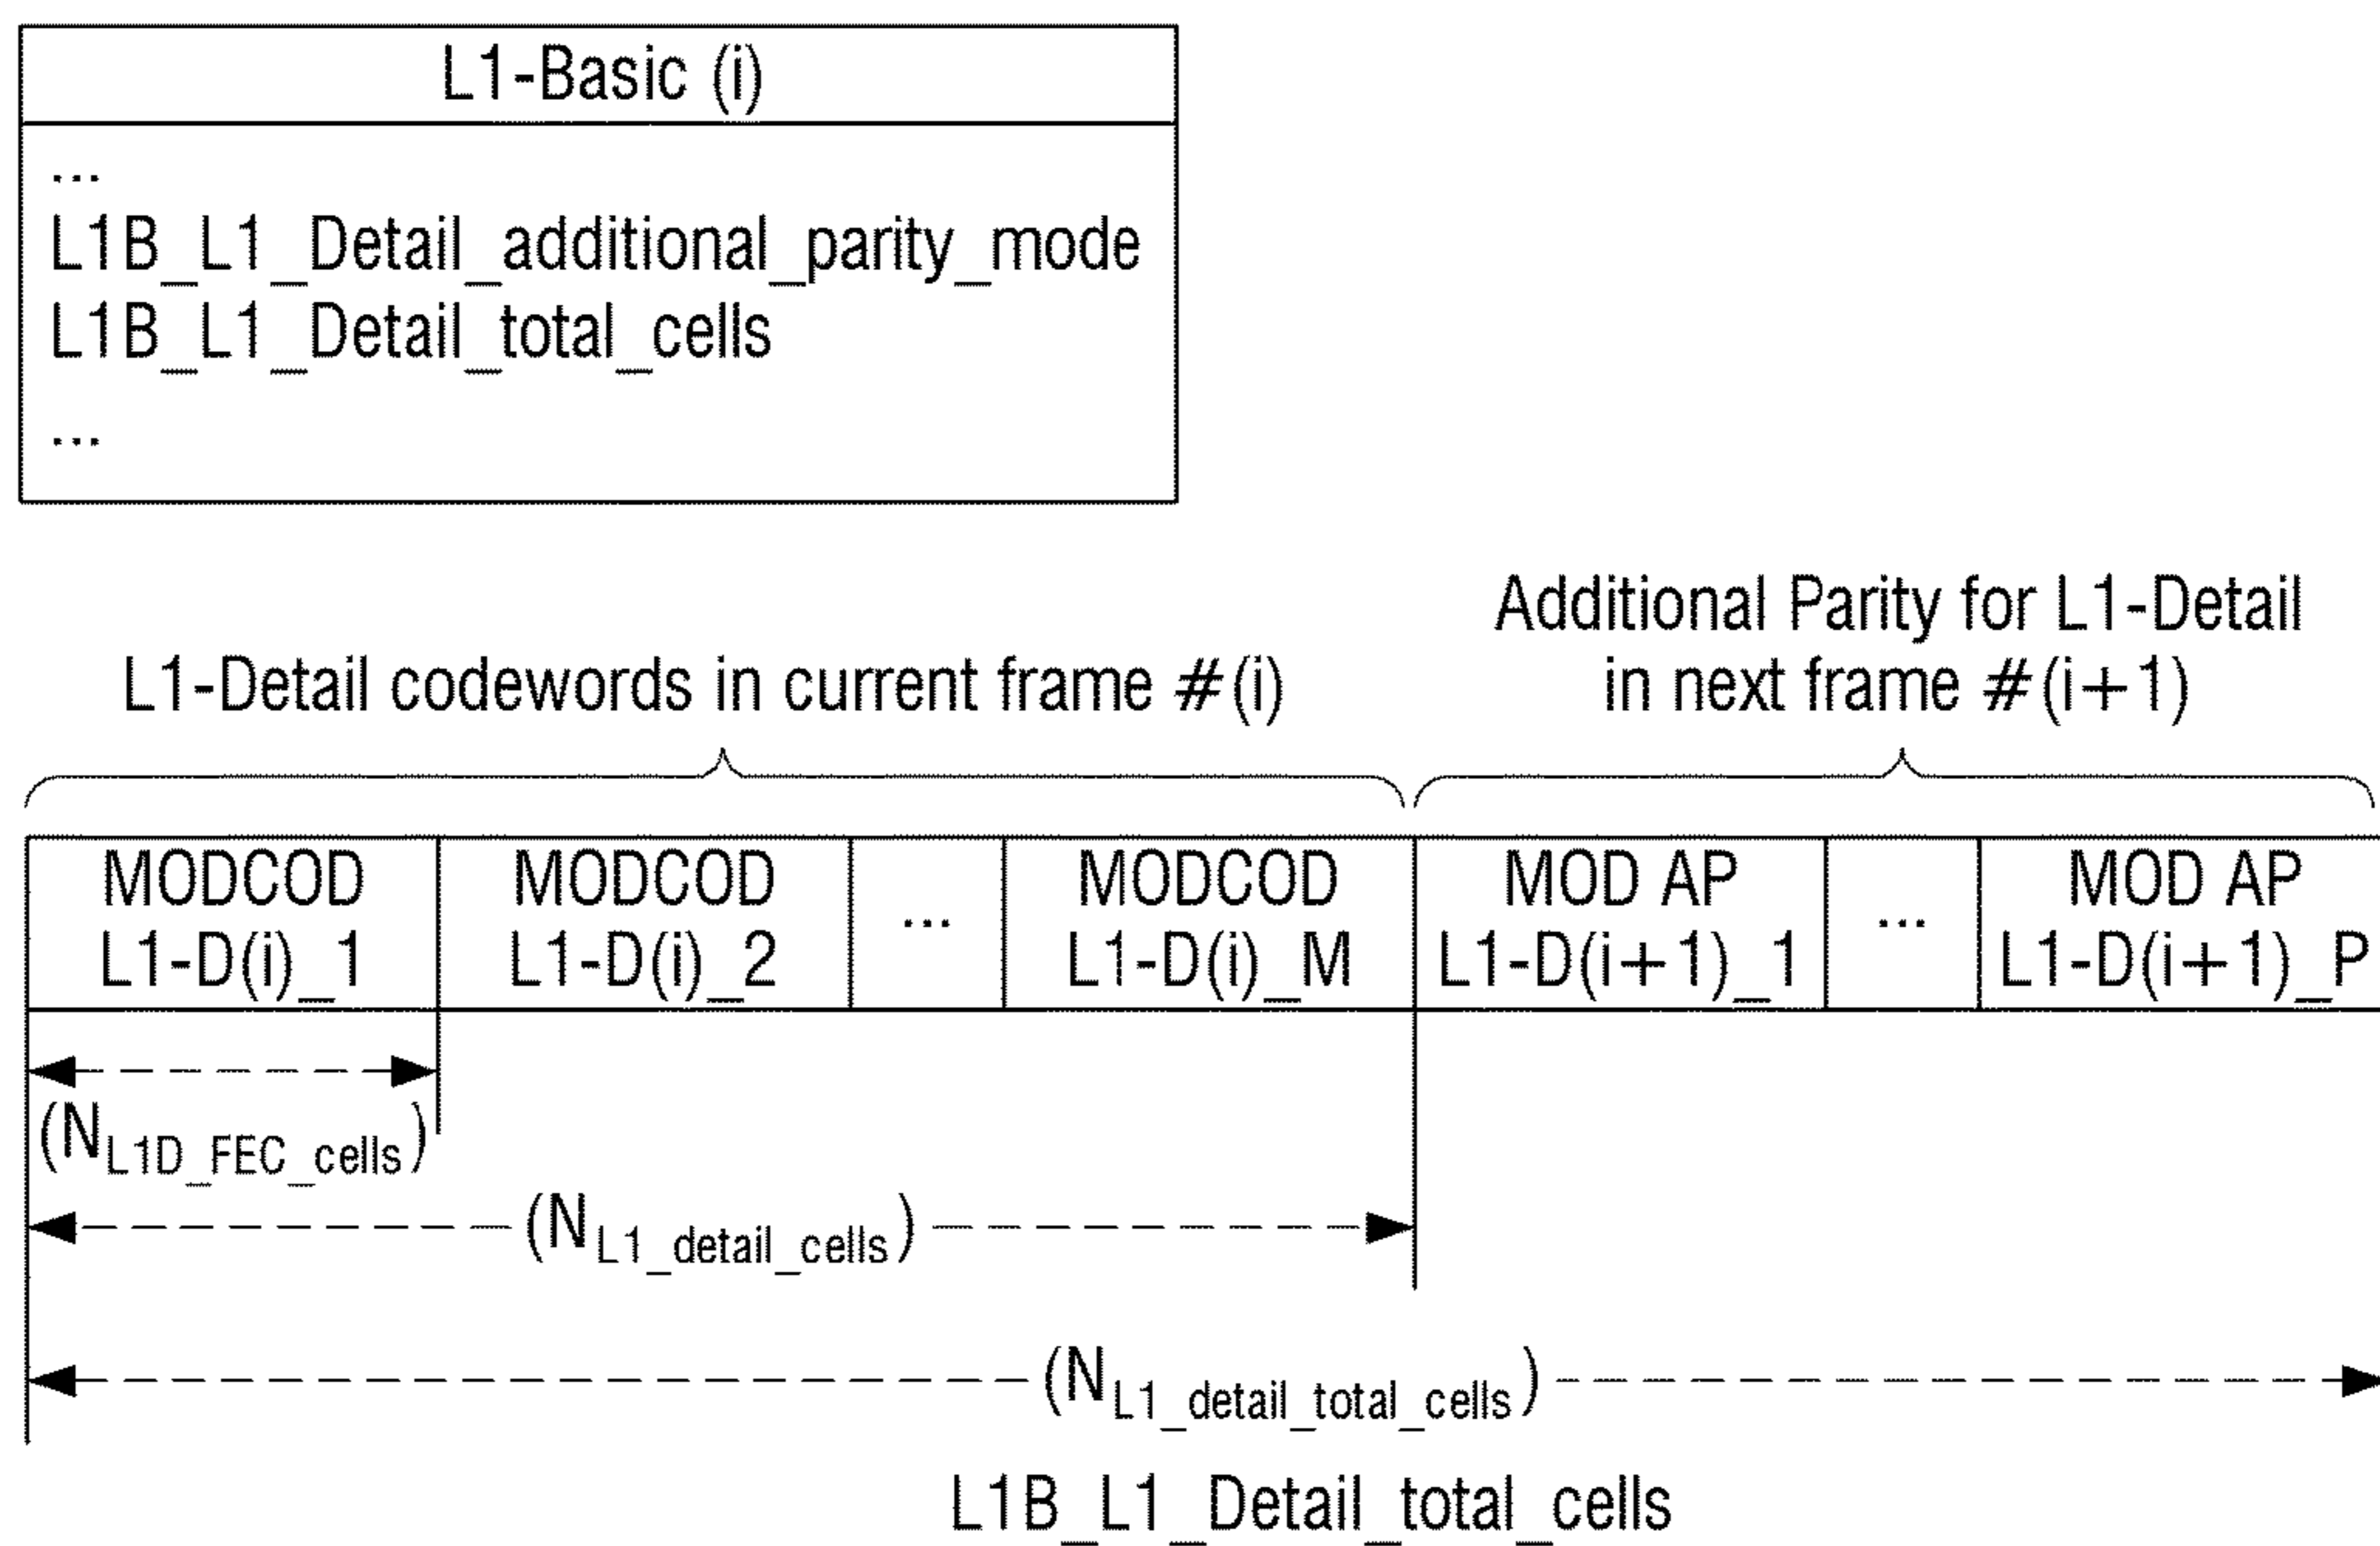 L1-Basic (i)
...
L1B_L1_Detail_additional_parity_mode
L1B_L1_Detail_total_cells
...
Additional Parity for L1-Detail
in next frame #(i+1)
L1-Detail codewords in current frame #(i)
MODCOD
L1-D(i)_1
MODCOD
L1-D(i)_2
...
MODCOD
L1-D(i)_M
MOD AP
L1-D(i+1)_1
...
MOD AP
L1-D(i+1)_P
(NL1D_FEC_cells)
(NL1_detail_cells)
(NL1_detail_total_cells)
L1B_L1_Detail_total_cells